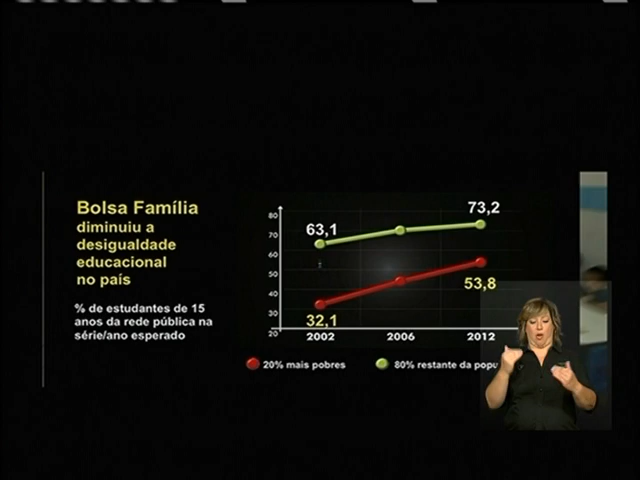 Bolsa Família
diminuiu a
desigualdade
educacional
no país
% de estudantes de 15
anos da rede pública na
série/ano esperado
80
70
60
50
40
30
20
63,1
73,2
32,1
53,8
2002
2006
2012
20% mais pobres
80% restante da popu